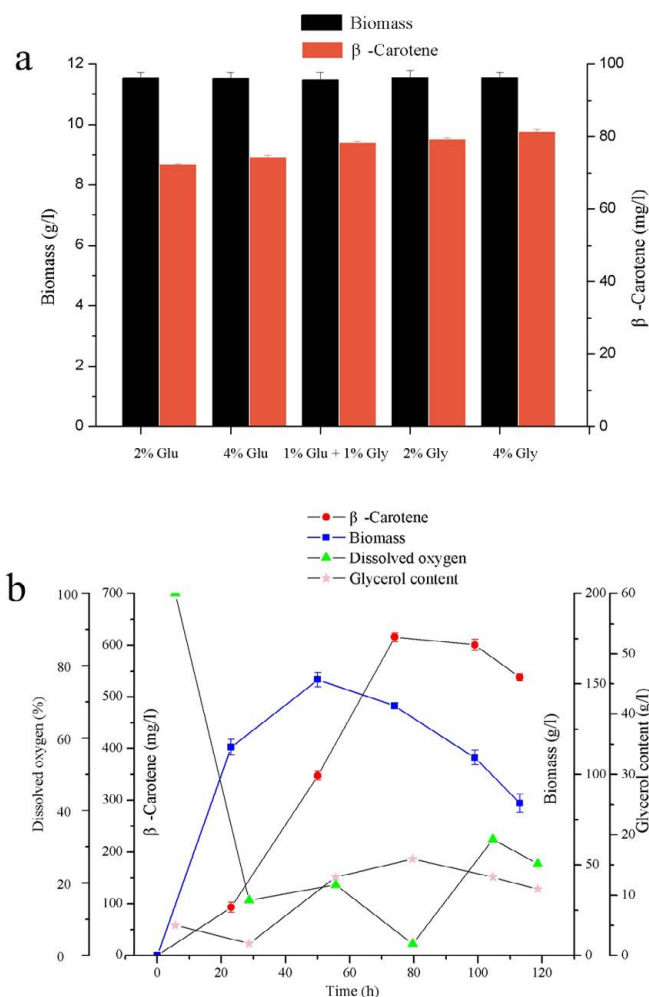 Biomass
β -Carotene
a
12
10
8
6
4
2
0
Biomass (g/l)
100
80
60
40
20
0
β -Carotene (mg/l)
2% Glu 4% Glu 1% Glu + 1% Gly 2% Gly 4% Gly
β -Carotene
Biomass
Dissolved oxygen
Glycerol content
b
100
80
60
40
20
0
Dissolved oxygen (%)
700
600
500
400
300
200
100
0
β -Carotene (mg/l)
200
150
100
50
0
Biomass (g/l)
60
50
40
30
20
10
0
Glycerol content (g/l)
0 20 40 60 80 100 120
Time (h)